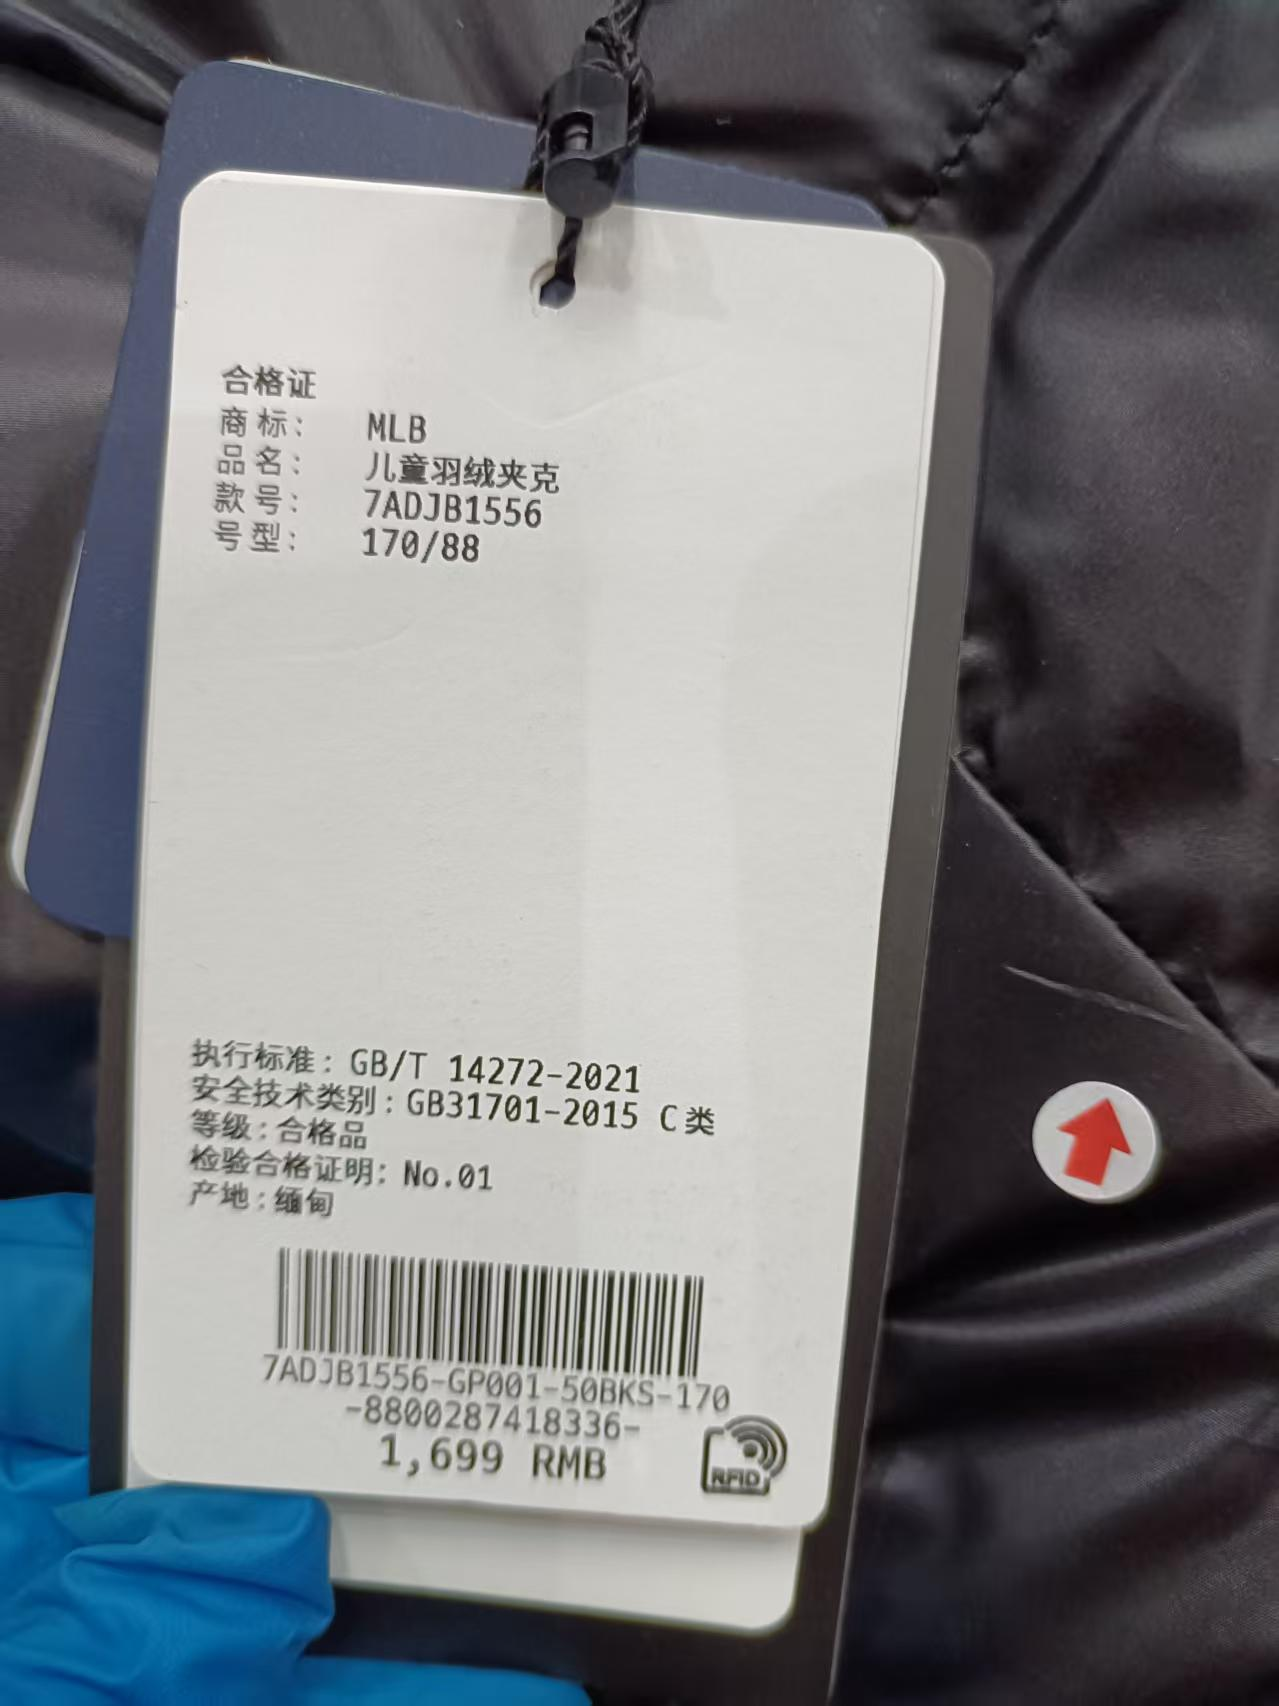 合格证
商标: MLB
品名: 儿童羽绒夹克
款号: 7ADJB1556
号型: 170/88
执行标准: GB/T 14272-2021
安全技术类别: GB31701-2015 C类
等级: 合格品
检验合格证明: No.01
产地: 缅甸
7ADJB1556-GP001-50BKS-170
-8800287418336-
1,699 RMB
RFID